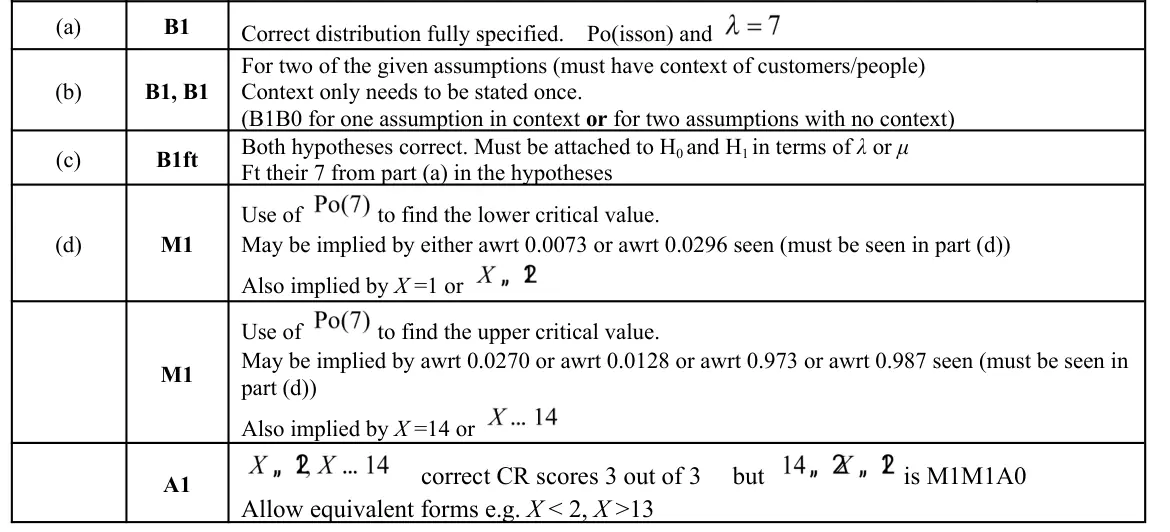 (a) B1 Correct distribution fully specified. Po(isson) and λ = 7
For two of the given assumptions (must have context of customers/people)
(b) B1, B1 Context only needs to be stated once.
(B1B0 for one assumption in context or for two assumptions with no context)
(c) B1ft Both hypotheses correct. Must be attached to H₀ and H₁ in terms of λ or μ
Ft their 7 from part (a) in the hypotheses
Use of Po(7) to find the lower critical value.
(d) M1 May be implied by either awrt 0.0073 or awrt 0.0296 seen (must be seen in part (d))
Also implied by X =1 or X „
Use of Po(7) to find the upper critical value.
M1 May be implied by awrt 0.0270 or awrt 0.0128 or awrt 0.973 or awrt 0.987 seen (must be seen in
part (d))
Also implied by X =14 or X ... 14
A1 X „ X ... 14 correct CR scores 3 out of 3 but 14 „ X „ is M1M1A0
Allow equivalent forms e.g. X < 2, X >13